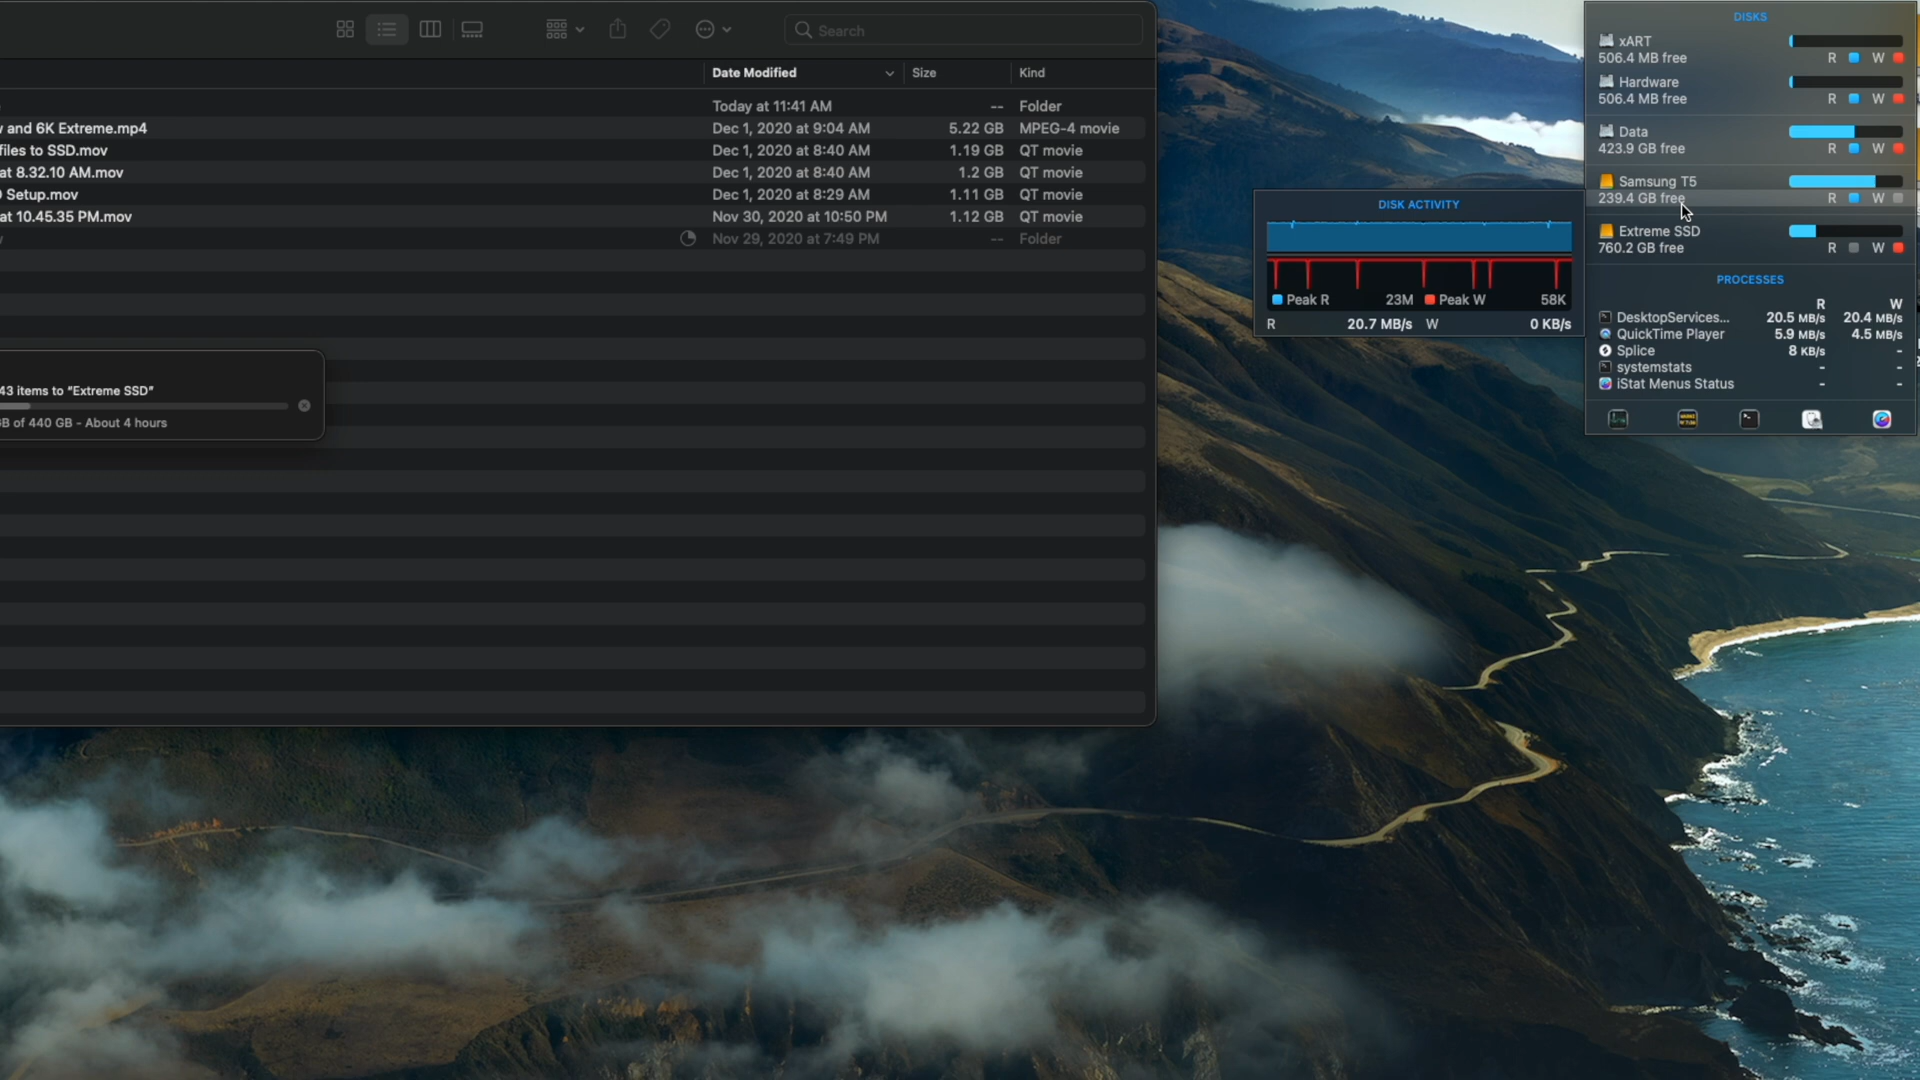 Search
Date Modified
Size
Kind
Today at 11:41 AM
--
Folder
and 6K Extreme.mp4
Dec 1, 2020 at 9:04 AM
5.22 GB
MPEG-4 movie
files to SSD.mov
Dec 1, 2020 at 8:40 AM
1.19 GB
QT movie
at 8.32.10 AM.mov
Dec 1, 2020 at 8:40 AM
1.2 GB
QT movie
Setup.mov
Dec 1, 2020 at 8:29 AM
1.11 GB
QT movie
at 10.45.35 PM.mov
Nov 30, 2020 at 10:50 PM
1.12 GB
QT movie
Nov 29, 2020 at 7:49 PM
--
Folder
43 items to "Extreme SSD"
GB of 440 GB - About 4 hours
DISK ACTIVITY
Peak R 23M Peak W 58K
R 20.7 MB/s W 0 KB/s
DISKS
xART
506.4 MB free R W
Hardware
506.4 MB free R W
Data
423.9 GB free R W
Samsung T5
239.4 GB free R W
Extreme SSD
760.2 GB free R W
PROCESSES
R W
DesktopServices... 20.5 MB/s 20.4 MB/s
QuickTime Player 5.9 MB/s 4.5 MB/s
Splice 8 KB/s -
systemstats - -
iStat Menus Status - -